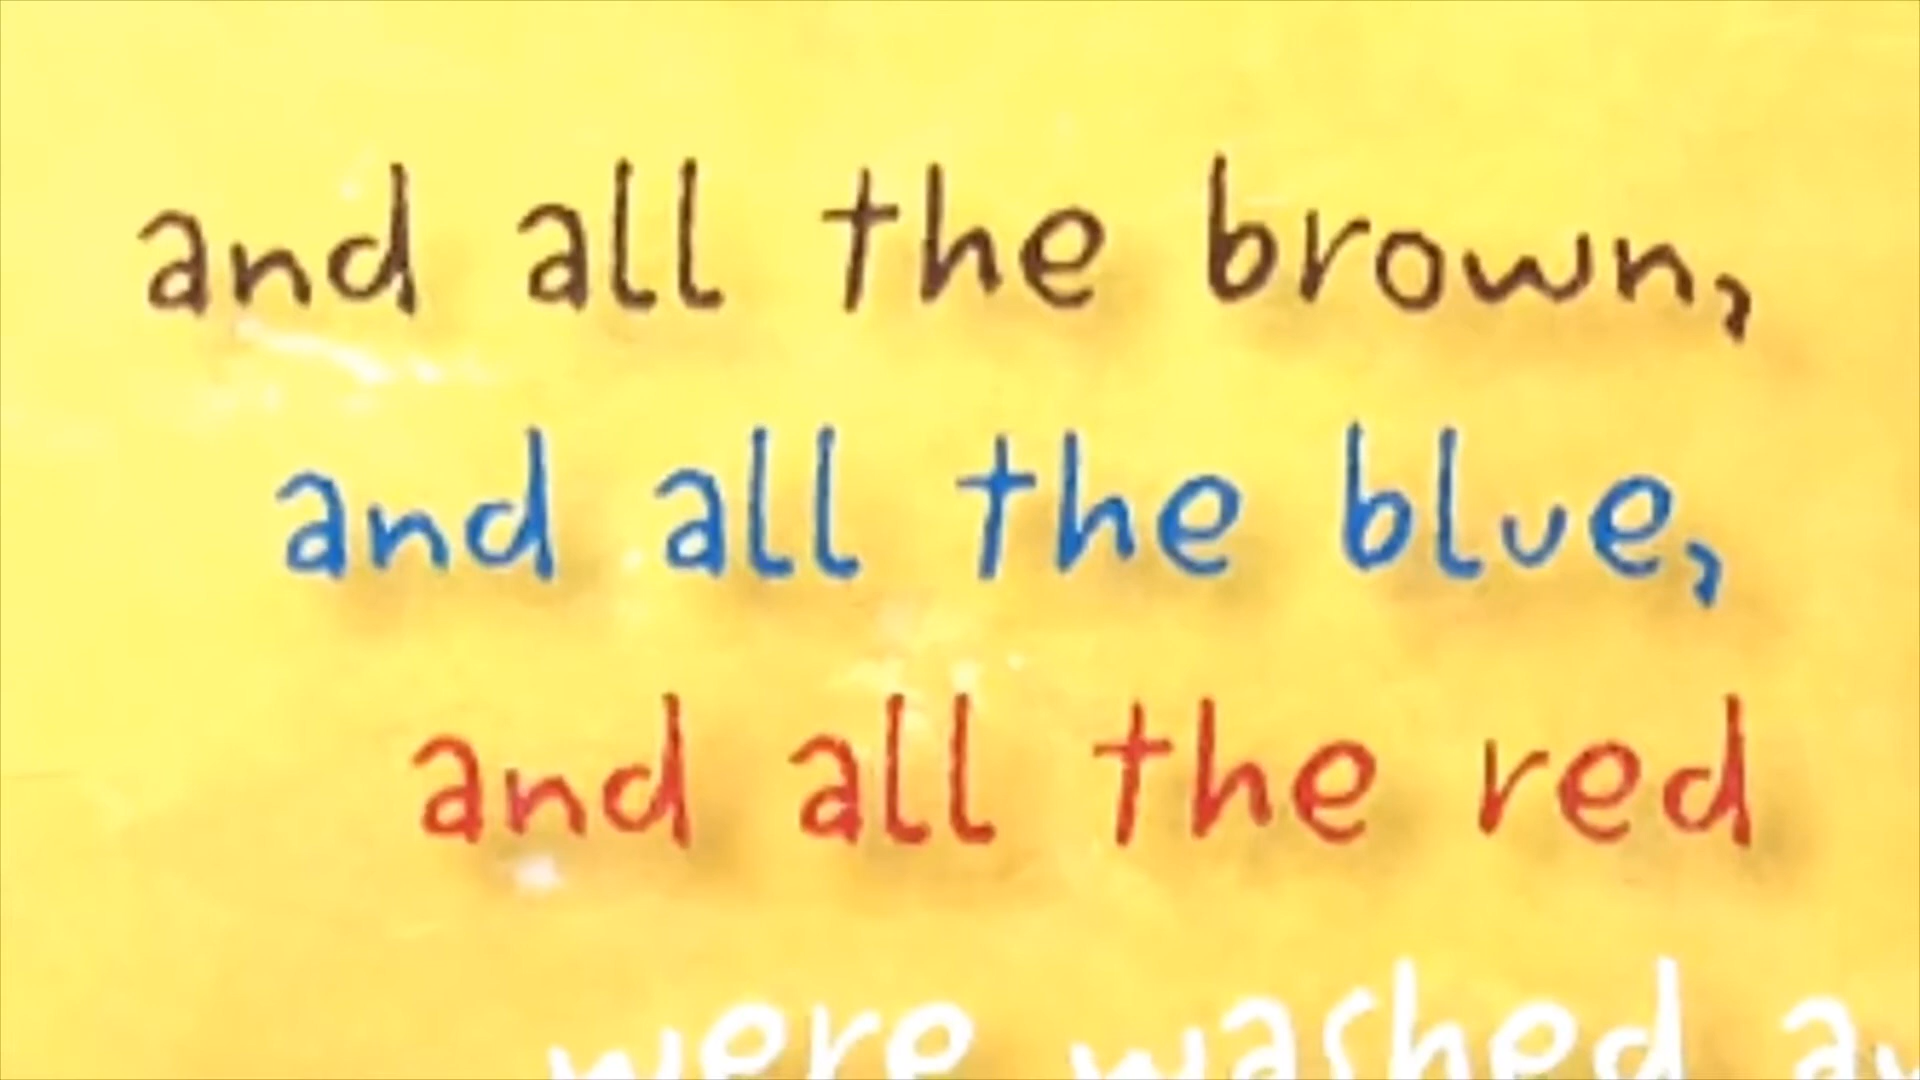 and all the brown,
and all the blue,
and all the red
were washed